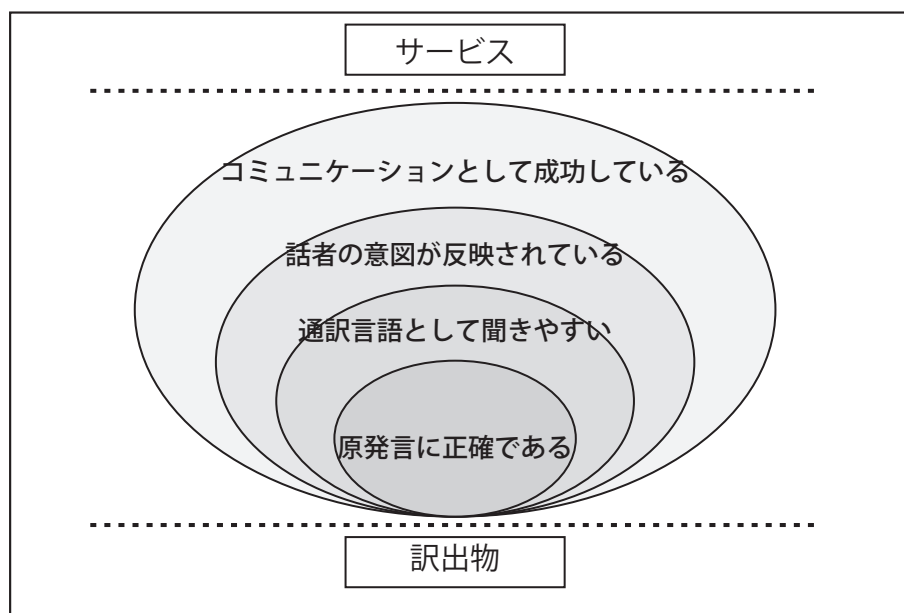 サービス
コミュニケーションとして成功している
話者の意図が反映されている
通訳言語として聞きやすい
原発言に正確である
訳出物